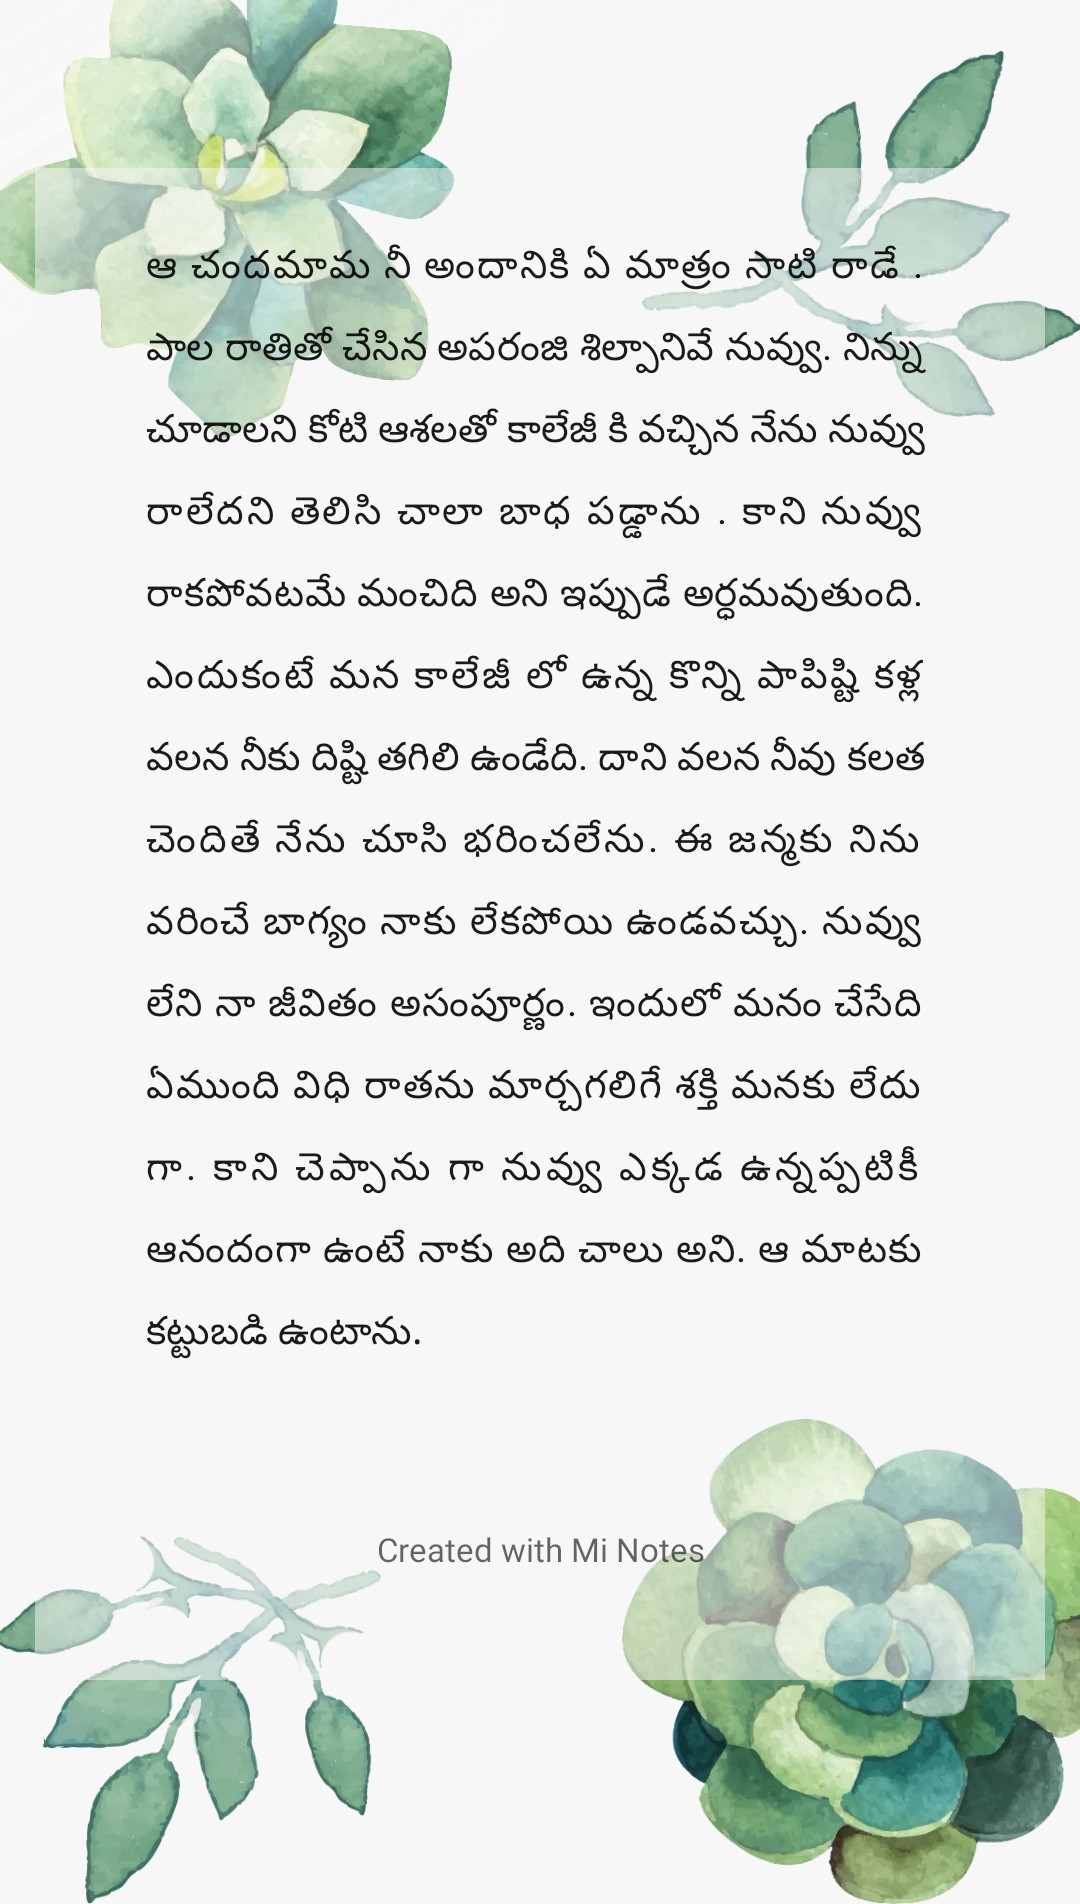 ఆ చందమామ నీ అందానికి ఏ మాత్రం సాటి రాడే .
పాల రాతితో చేసిన అపరంజి శిల్పానివే నువ్వు. నిన్ను
చూడాలని కోటి ఆశలతో కాలేజీ కి వచ్చిన నేను నువ్వు
రాలేదని తెలిసి చాలా బాధ పడ్డాను . కాని నువ్వు
రాకపోవటమే మంచిది అని ఇప్పుడే అర్ధమవుతుంది.
ఎందుకంటే మన కాలేజీ లో ఉన్న కొన్ని పాపిష్టి కళ్ల
వలన నీకు దిష్టి తగిలి ఉండేది. దాని వలన నీవు కలత
చెందితే నేను చూసి భరించలేను. ఈ జన్మకు నిను
వరించే బాగ్యం నాకు లేకపోయి ఉండవచ్చు. నువ్వు
లేని నా జీవితం అసంపూర్ణం. ఇందులో మనం చేసేది
ఏముంది విధి రాతను మార్చగలిగే శక్తి మనకు లేదు
గా. కాని చెప్పాను గా నువ్వు ఎక్కడ ఉన్నప్పటికీ
ఆనందంగా ఉంటే నాకు అది చాలు అని. ఆ మాటకు
కట్టుబడి ఉంటాను.
Created with Mi Notes